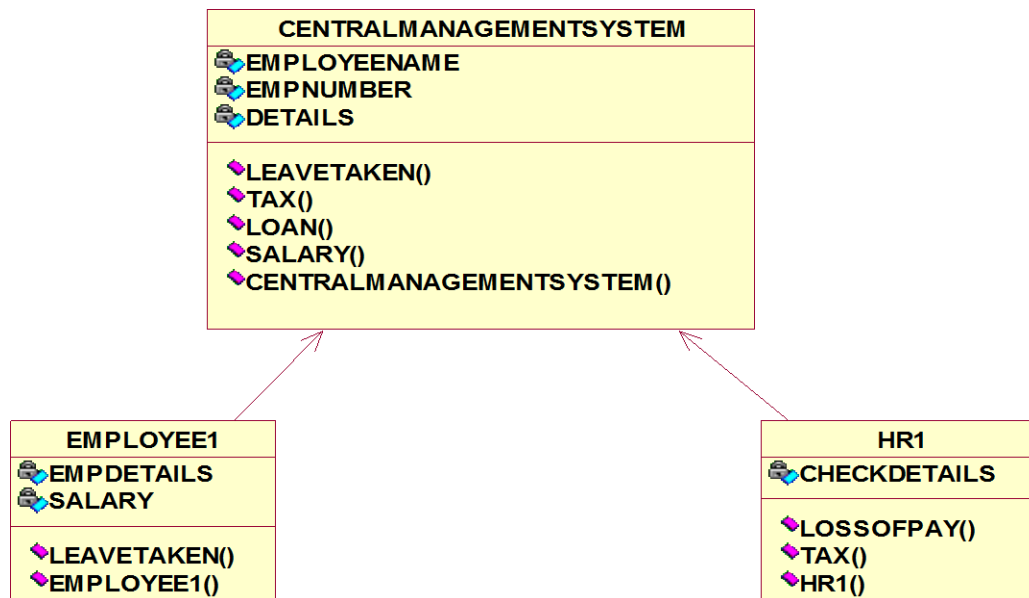 CENTRALMANAGEMENTSYSTEM
EMPLOYEENAME
EMPNUMBER
DETAILS
LEAVETAKEN()
TAX()
LOAN()
SALARY()
CENTRALMANAGEMENTSYSTEM()
EMPLOYEE1
EMPDETAILS
SALARY
LEAVETAKEN()
EMPLOYEE1()
HR1
CHECKDETAILS
LOSSOFPAY()
TAX()
HR1()